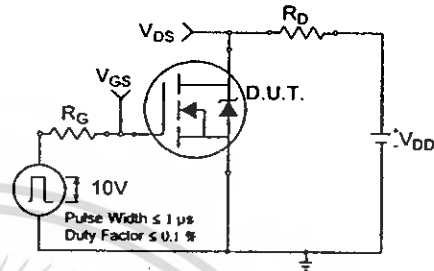 V_DS
R_D
V_GS
D.U.T.
R_G
+
V_DD
-
10V
Pulse Width ≤ 1 µs
Duty Factor ≤ 0.1 %